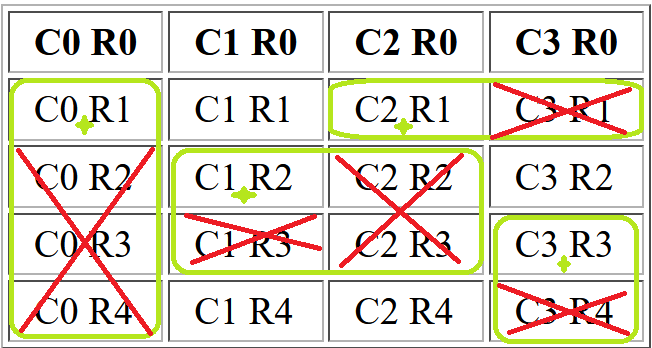 C0 R0 C1 R0 C2 R0 C3 R0
C0 R1 C1 R1 C2 R1 C3 R1
C0 R2 C1 R2 C2 R2 C3 R2
C0 R3 C1 R3 C2 R3 C3 R3
C0 R4 C1 R4 C2 R4 C3 R4